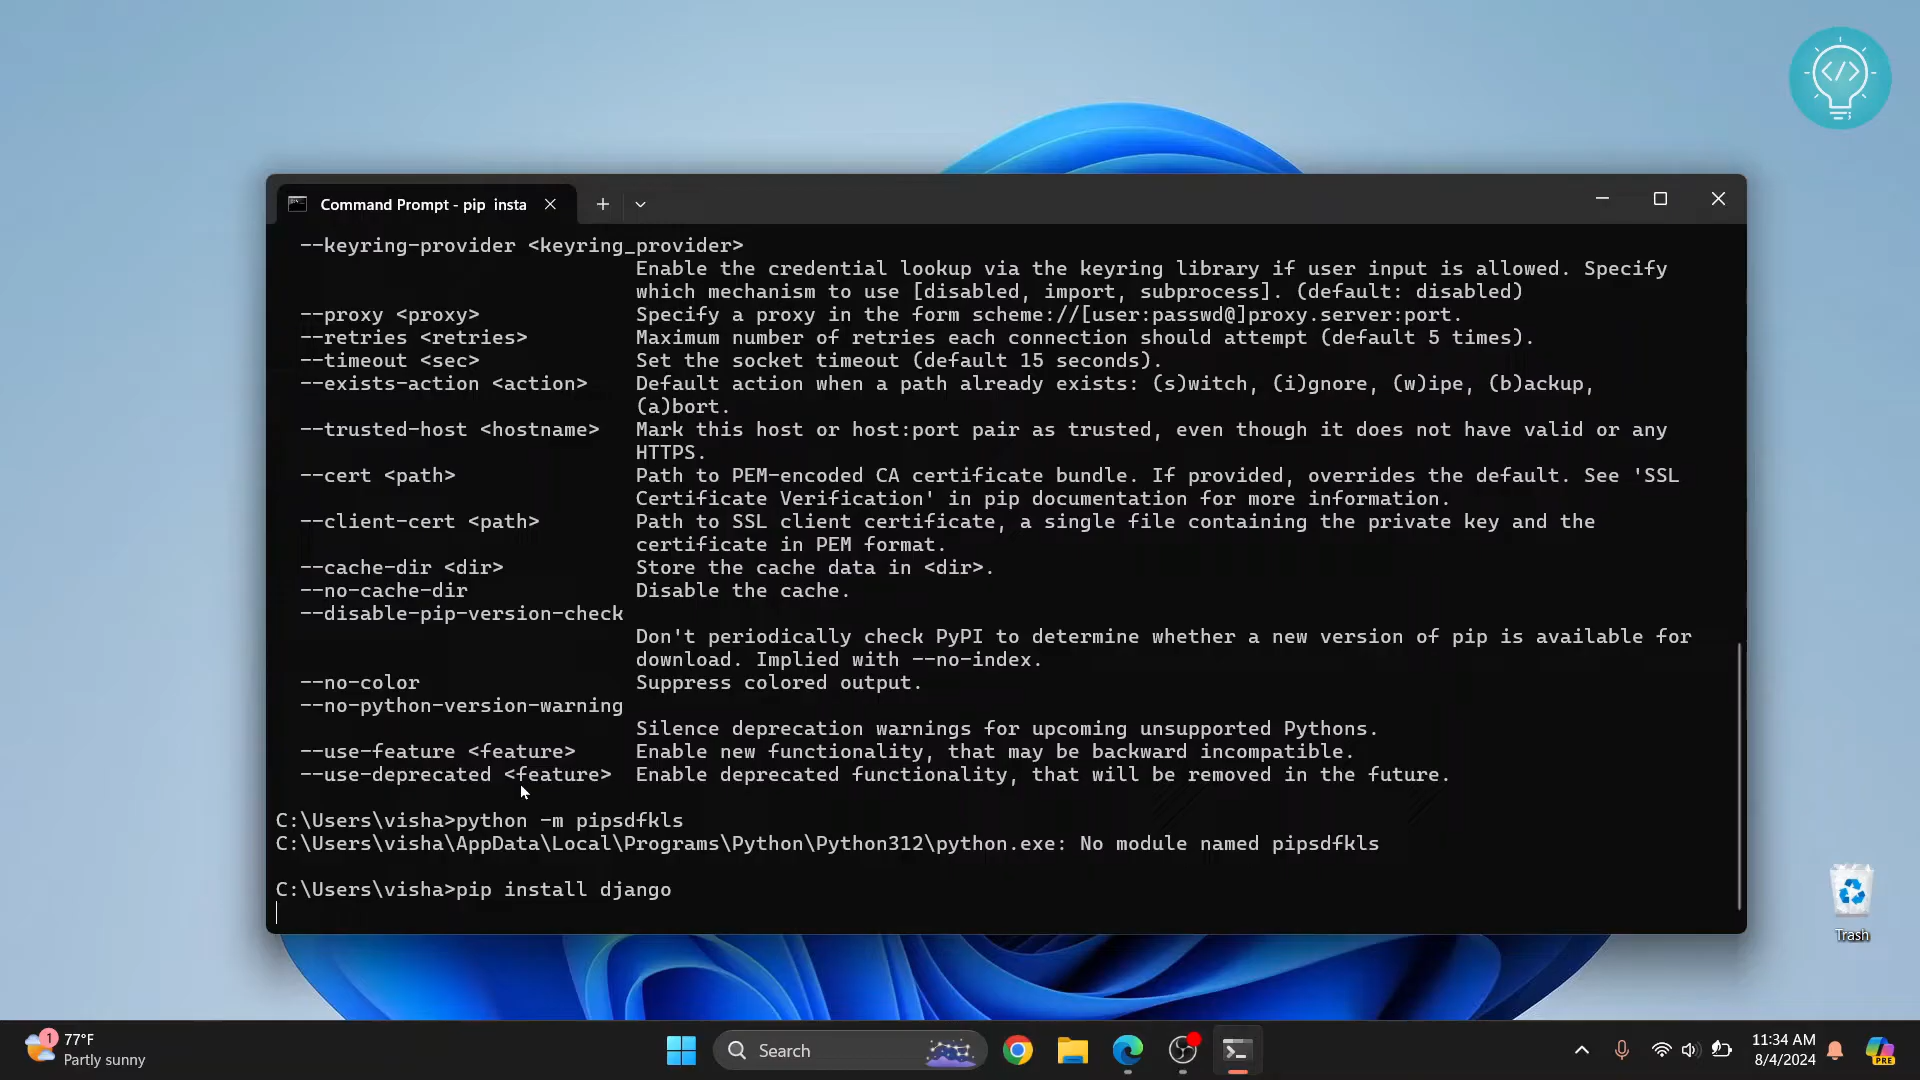 Command Prompt - pip  insta
--keyring-provider <keyring_provider>
Enable the credential lookup via the keyring library if user input is allowed. Specify
which mechanism to use [disabled, import, subprocess]. (default: disabled)
--proxy <proxy> Specify a proxy in the form scheme://[user:passwd@]proxy.server:port.
--retries <retries> Maximum number of retries each connection should attempt (default 5 times).
--timeout <sec> Set the socket timeout (default 15 seconds).
--exists-action <action> Default action when a path already exists: (s)witch, (i)gnore, (w)ipe, (b)ackup,
(a)bort.
--trusted-host <hostname> Mark this host or host:port pair as trusted, even though it does not have valid or any
HTTPS.
--cert <path> Path to PEM-encoded CA certificate bundle. If provided, overrides the default. See 'SSL
Certificate Verification' in pip documentation for more information.
--client-cert <path> Path to SSL client certificate, a single file containing the private key and the
certificate in PEM format.
--cache-dir <dir> Store the cache data in <dir>.
--no-cache-dir Disable the cache.
--disable-pip-version-check
Don't periodically check PyPI to determine whether a new version of pip is available for
download. Implied with --no-index.
--no-color Suppress colored output.
--no-python-version-warning
Silence deprecation warnings for upcoming unsupported Pythons.
--use-feature <feature> Enable new functionality, that may be backward incompatible.
--use-deprecated <feature> Enable deprecated functionality, that will be removed in the future.
C:\Users\visha>python -m pipsdfkls
C:\Users\visha\AppData\Local\Programs\Python\Python312\python.exe: No module named pipsdfkls
C:\Users\visha>pip install django
Trash
1
77°F
Partly sunny
Search
11:34 AM
8/4/2024
PRE